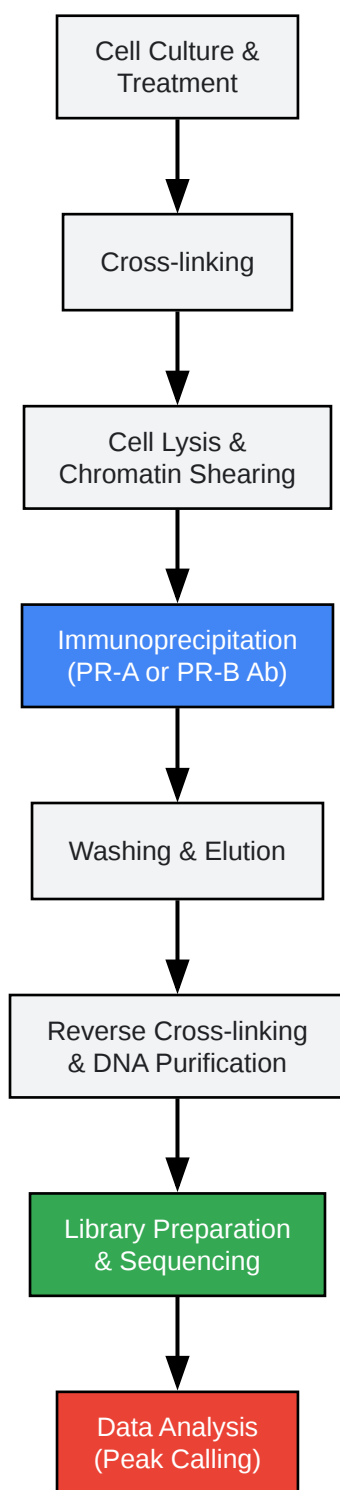 Cell Culture &
Treatment
Cross-linking
Cell Lysis &
Chromatin Shearing
Immunoprecipitation
(PR-A or PR-B Ab)
Washing & Elution
Reverse Cross-linking
& DNA Purification
Library Preparation
& Sequencing
Data Analysis
(Peak Calling)